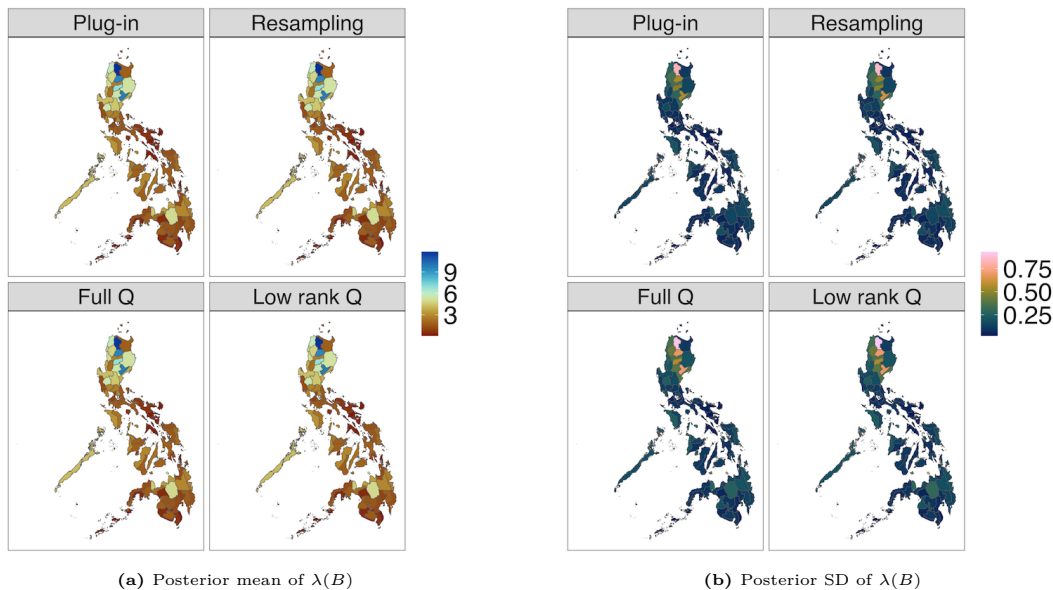 Plug-in
Resampling
Full Q
Low rank Q
9
6
3
(a) Posterior mean of λ(B)
Plug-in
Resampling
Full Q
Low rank Q
0.75
0.50
0.25
(b) Posterior SD of λ(B)